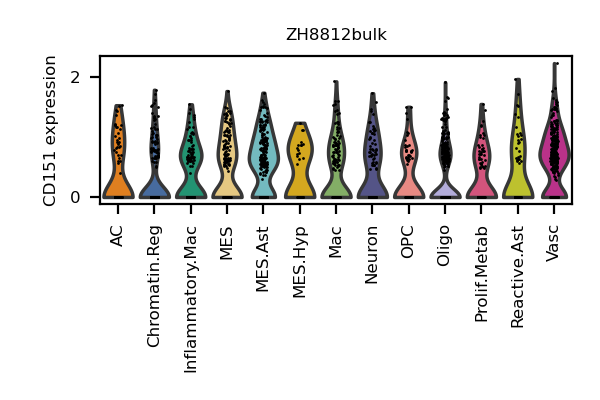 ZH8812bulk
CD151 expression
2
0
AC
Chromatin.Reg
Inflammatory.Mac
MES
MES.Ast
MES.Hyp
Mac
Neuron
OPC
Oligo
Prolif.Metab
Reactive.Ast
Vasc